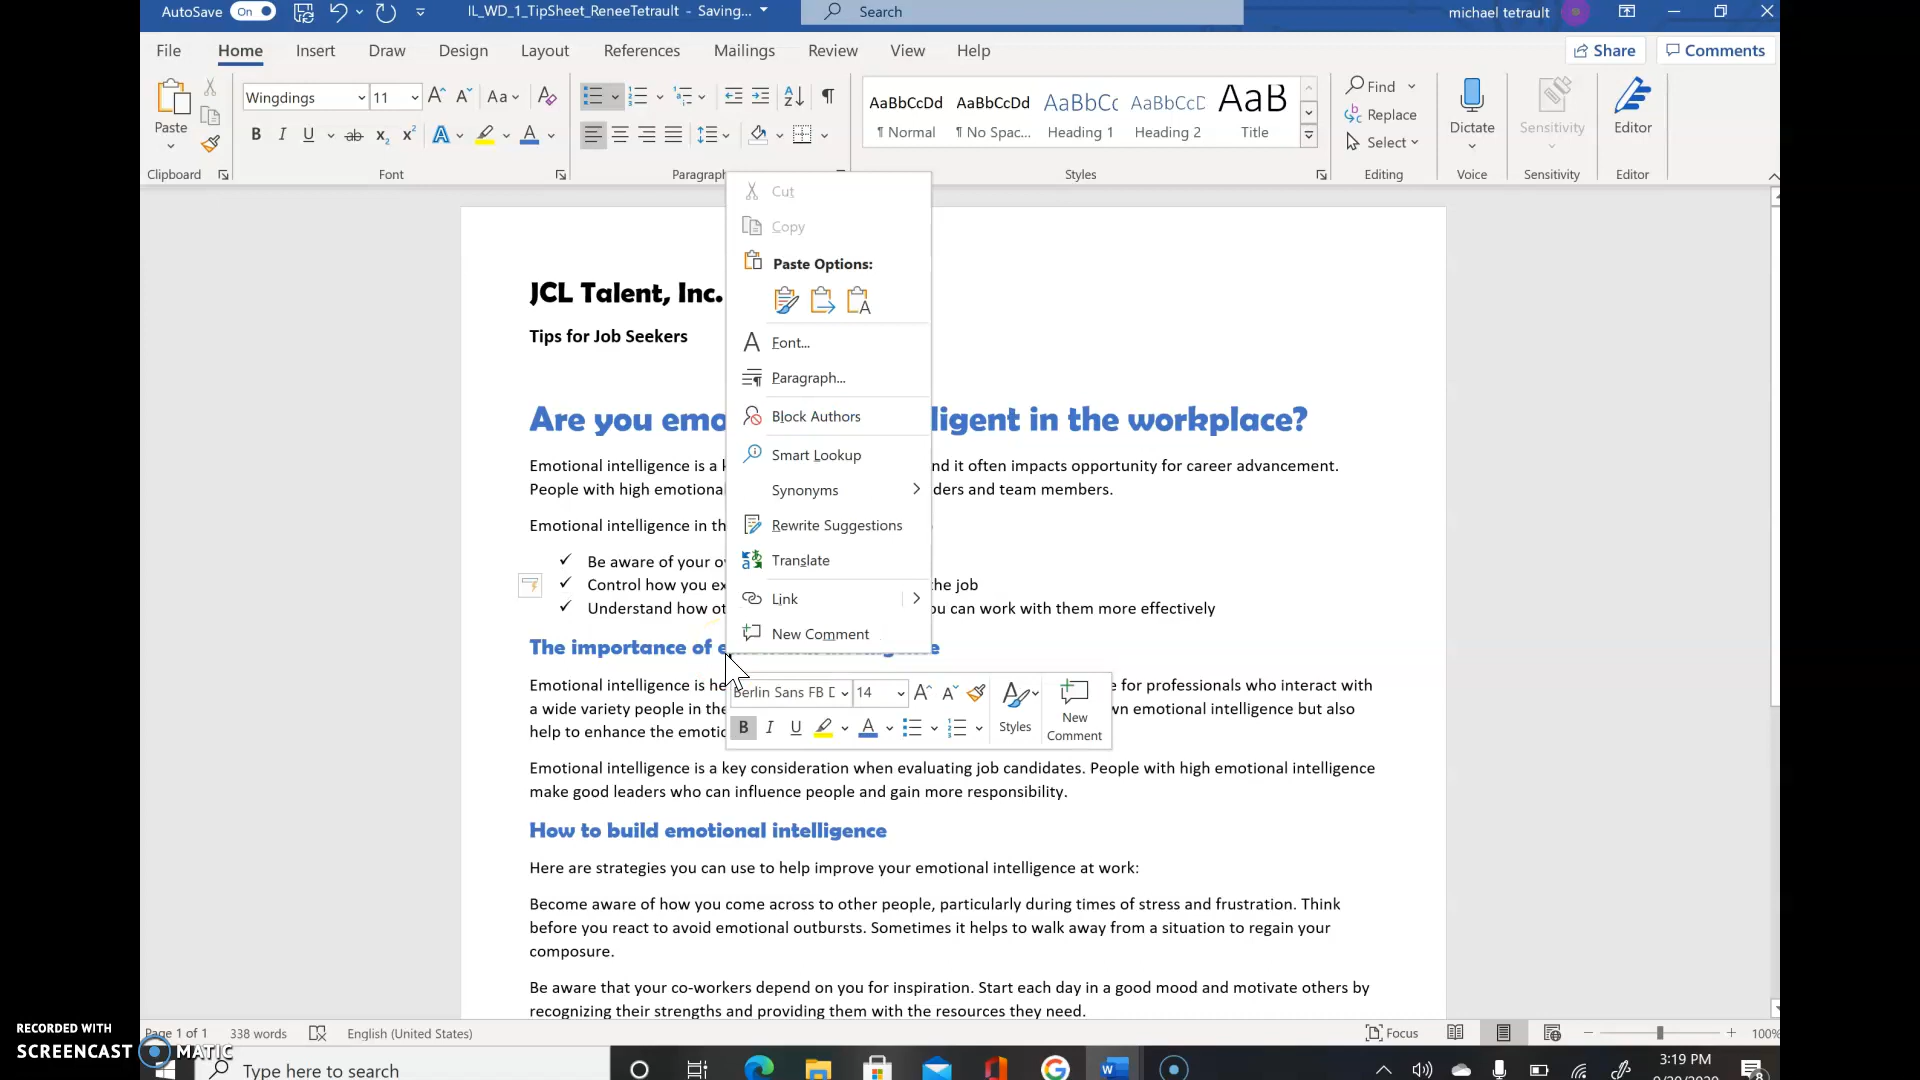 AutoSave On IL_WD_1_TipSheet_ReneeTetrault - Saving... Search michael tetrault
File Home Insert Draw Design Layout References Mailings Review View Help Share Comments
Wingdings 11 Aa AaBbCcDd AaBbCcDd AaBbCc AaBbCcD AaB Find
Replace
Paste ¶ Normal ¶ No Spac... Heading 1 Heading 2 Title Select Dictate Sensitivity Editor
Clipboard Font Paragraph Styles Editing Voice Sensitivity Editor
Cut
Copy
Paste Options:
Font...
Paragraph...
Block Authors
Smart Lookup
Synonyms
Rewrite Suggestions
Translate
Link
New Comment
JCL Talent, Inc.
Tips for Job Seekers
Are you emo ligent in the workplace?
Emotional intelligence is a nd it often impacts opportunity for career advancement.
People with high emotional ders and team members.
Emotional intelligence in th
✓ Be aware of your o
✓ Control how you ex he job
✓ Understand how ot ou can work with them more effectively
The importance of
Emotional intelligence is he e for professionals who interact with
a wide variety people in the vn emotional intelligence but also
help to enhance the emotic
Berlin Sans FB D 14
B I U A Styles New Comment
Emotional intelligence is a key consideration when evaluating job candidates. People with high emotional intelligence
make good leaders who can influence people and gain more responsibility.
How to build emotional intelligence
Here are strategies you can use to help improve your emotional intelligence at work:
Become aware of how you come across to other people, particularly during times of stress and frustration. Think
before you react to avoid emotional outbursts. Sometimes it helps to walk away from a situation to regain your
composure.
Be aware that your co-workers depend on you for inspiration. Start each day in a good mood and motivate others by
recognizing their strengths and providing them with the resources they need.
Page 1 of 1 338 words English (United States) Focus 100%
RECORDED WITH
SCREENCAST MATIC
Type here to search 3:19 PM
8